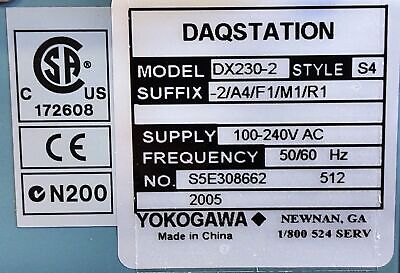 CSA
C US
172608
CE
N200
DAQSTATION
MODEL DX230-2 STYLE S4
SUFFIX -2/A4/F1/M1/R1
SUPPLY 100-240V AC
FREQUENCY 50/60 Hz
NO. S5E308662 512
2005
YOKOGAWA◆ NEWNAN, GA
Made in China 1/800 524 SERV